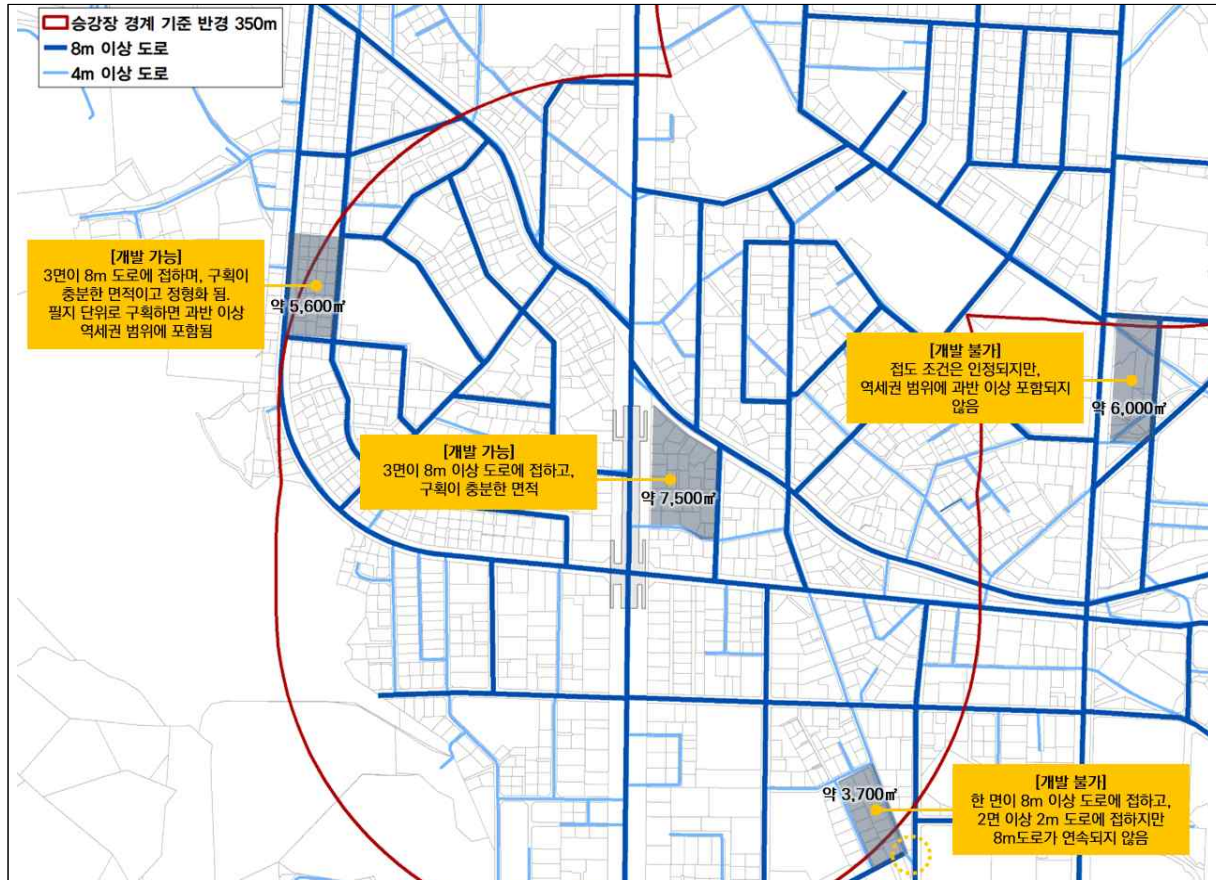 승강장 경계 기준 반경 350m
8m 이상 도로
4m 이상 도로
[개발 가능]
3면이 8m 도로에 접하며, 구획이
충분한 면적이고 정형화 됨.
필지 단위로 구획하면 과반 이상
역세권 범위에 포함됨
약 5,600㎡
[개발 불가]
접도 조건은 인정되지만,
역세권 범위에 과반 이상 포함되지
않음
약 6,000㎡
[개발 가능]
3면이 8m 이상 도로에 접하고,
구획이 충분한 면적
약 7,500㎡
약 3,700㎡
[개발 불가]
한 면이 8m 이상 도로에 접하고,
2면 이상 2m 도로에 접하지만
8m도로가 연속되지 않음